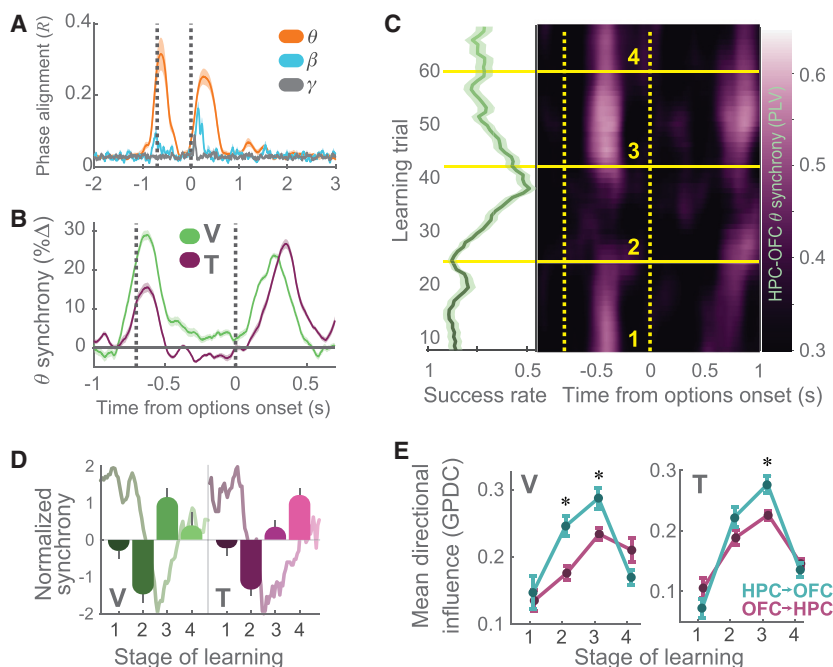 A
Phase alignment (R)
0.4
0.2
0
θ
β
γ
-2
-1
0
1
2
3
B
θ synchrony (%Δ)
30
25
20
15
10
5
0
V
T
-1
-0.5
0
0.5
Time from options onset (s)
C
Learning trial
60
50
40
30
20
10
0.5
Success rate
4
3
2
1
-0.5
0
0.5
1
Time from options onset (s)
HPC-OFC θ synchrony (PLV)
0.6
0.5
0.4
0.3
D
Normalized
synchrony
2
1
0
-1
-2
V
T
1 2 3 4 1 2 3 4
Stage of learning
E
Mean directional
influence (GPDC)
V
0.3
0.2
0.1
*
*
1 2 3 4
T
0.3
0.2
0.1
*
HPC→OFC
OFC→HPC
1 2 3 4
Stage of learning